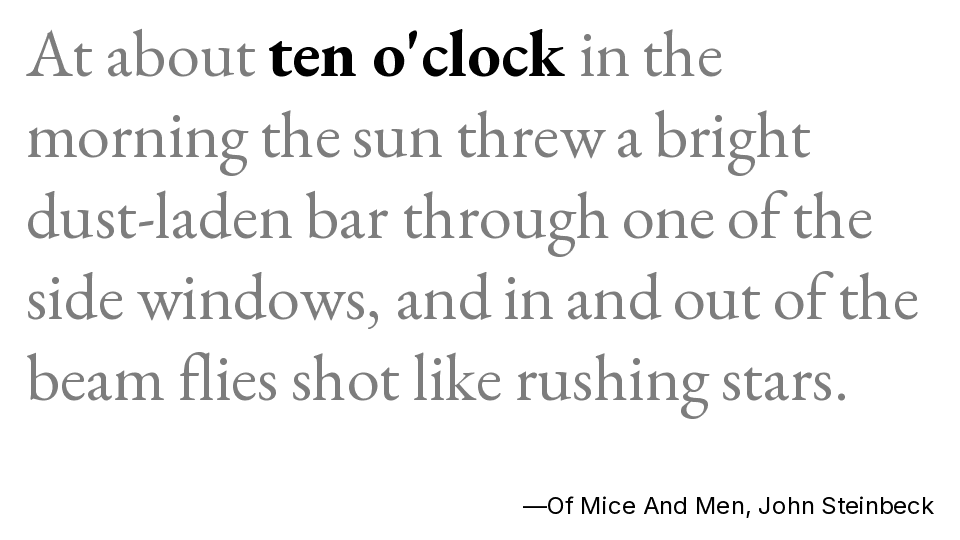 At about ten o'clock in the
morning the sun threw a bright
dust-laden bar through one of the
side windows, and in and out of the
beam flies shot like rushing stars.
—Of Mice And Men, John Steinbeck